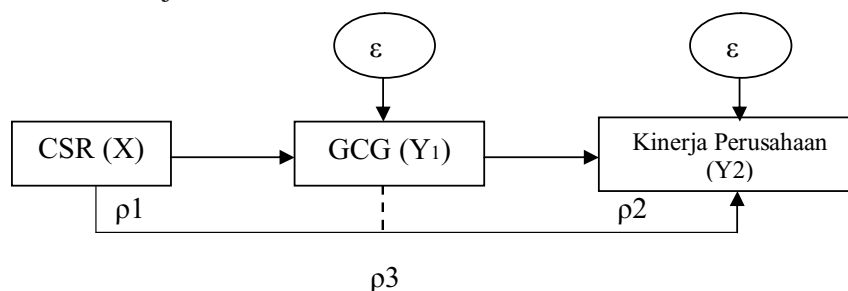 ε
ε
CSR (X)
GCG (Y1)
Kinerja Perusahaan
(Y2)
ρ1
ρ2
ρ3